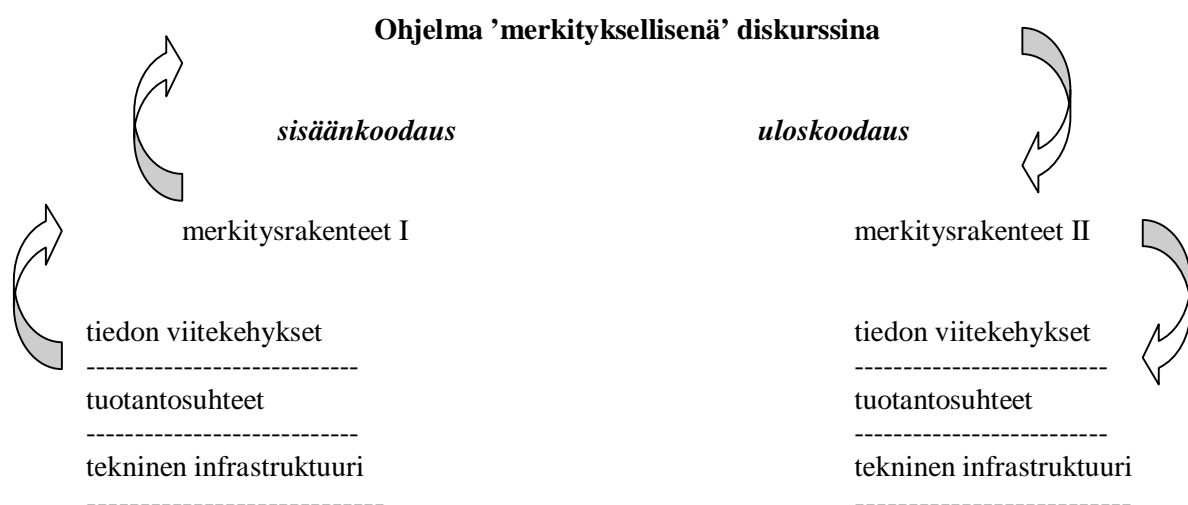 Ohjelma ’merkityksellisenä’ diskurssina
sisäänkoodaus uloskoodaus
merkitysrakenteet I merkitysrakenteet II
tiedon viitekehykset tiedon viitekehykset
---------------------------- --------------------------
tuotantosuhteet tuotantosuhteet
---------------------------- --------------------------
tekninen infrastruktuuri tekninen infrastruktuuri
------------------------------- -----------------------------